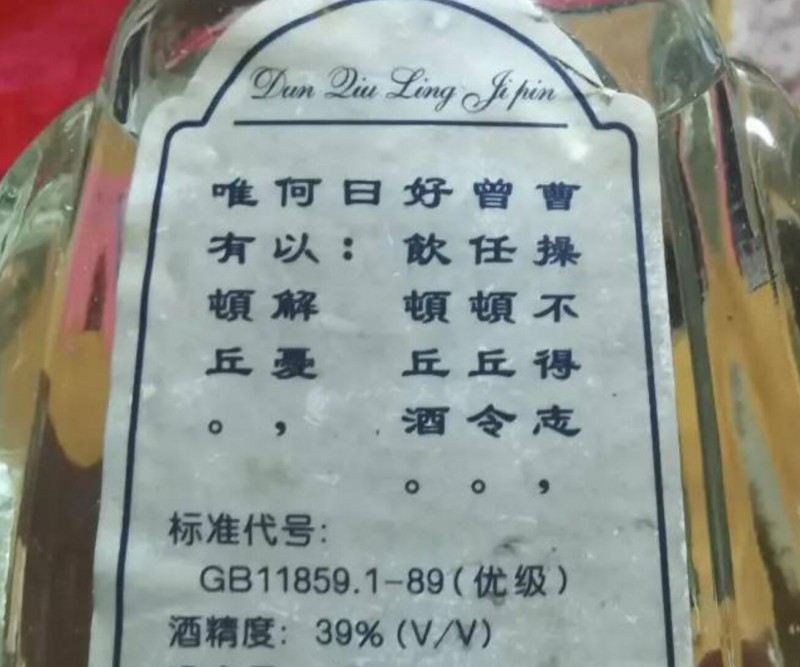 Dun Qiu Ling Ji pin
曹操不得志，
曾任頓丘令。
好飲頓丘酒。
日：
何以解憂，
唯有頓丘。
标准代号：
GB11859.1-89(优级)
酒精度：39%(V/V)